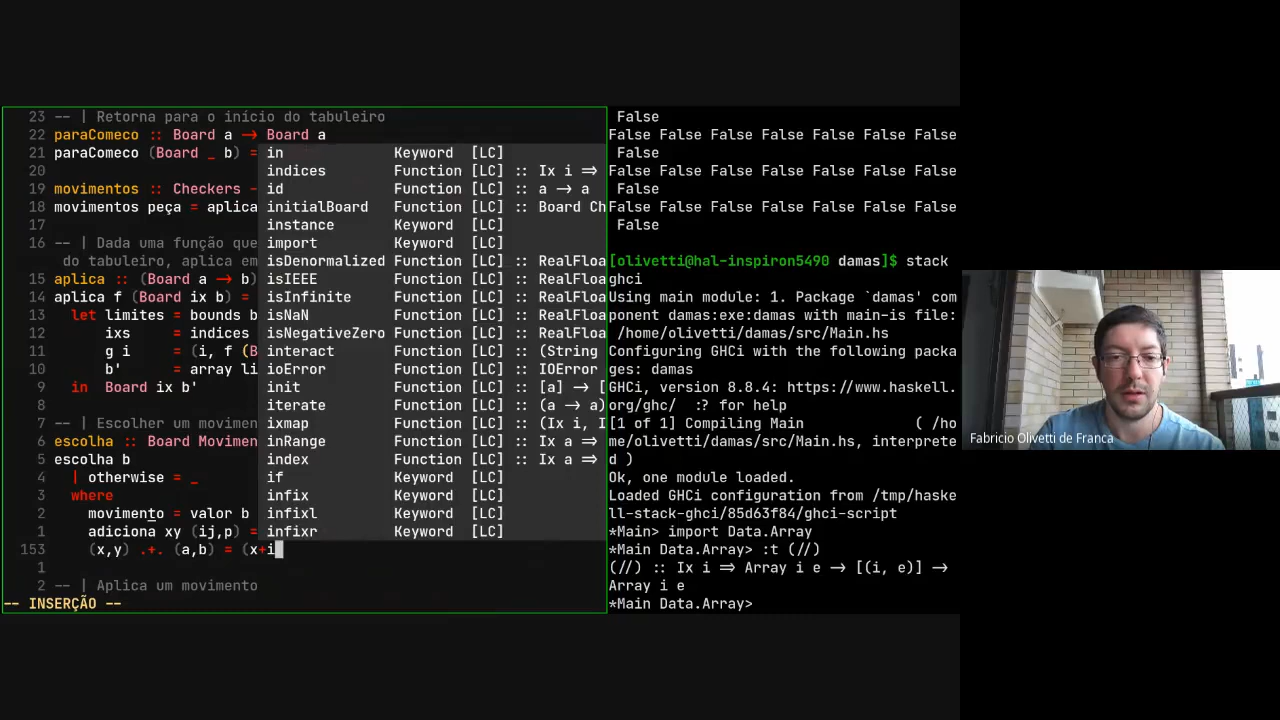 23 -- | Retorna para o início do tabuleiro
22 paraComeco :: Board a → Board a
21 paraComeco (Board _ b) =
20
19 movimentos :: Checkers -
18 movimentos peça = aplica
17
16 -- | Dada uma função que
do tabuleiro, aplica em
15 aplica :: (Board a → b)
14 aplica f (Board ix b) =
13 let limites = bounds b
12 ixs = indices
11 g i = (i, f (B
10 b' = array li
9 in Board ix b'
8
7 -- | Escolher um movimen
6 escolha :: Board Movimen
5 escolha b
4 | otherwise = _
3 where
2 movimento = valor b
1 adiciona xy (ij,p) =
153 (x,y) .+. (a,b) = (x+i
1
2 -- | Aplica um movimento
-- INSERÇÃO --
in Keyword [LC]
indices Function [LC] :: Ix i ⇒
id Function [LC] :: a → a
initialBoard Function [LC] :: Board Ch
instance Keyword [LC]
import Keyword [LC]
isDenormalized Function [LC] :: RealFloa
isIEEE Function [LC] :: RealFloa
isInfinite Function [LC] :: RealFloa
isNaN Function [LC] :: RealFloa
isNegativeZero Function [LC] :: RealFloa
interact Function [LC] :: (String
ioError Function [LC] :: IOError
init Function [LC] :: [a] → [
iterate Function [LC] :: (a → a)
ixmap Function [LC] :: (Ix i, I
inRange Function [LC] :: Ix a ⇒
index Function [LC] :: Ix a ⇒
if Keyword [LC]
infix Keyword [LC]
infixl Keyword [LC]
infixr Keyword [LC]
False
False False False False False False False
False
False False False False False False False
False
False False False False False False False
False
[olivetti@hal-inspiron5490 damas]$ stack
ghci
Using main module: 1. Package `damas' com
ponent damas:exe:damas with main-is file:
/home/olivetti/damas/src/Main.hs
Configuring GHCi with the following packa
ges: damas
GHCi, version 8.8.4: https://www.haskell.
org/ghc/ :? for help
[1 of 1] Compiling Main ( /ho
me/olivetti/damas/src/Main.hs, interprete
d )
Ok, one module loaded.
Loaded GHCi configuration from /tmp/haske
ll-stack-ghci/85d63f84/ghci-script
*Main> import Data.Array
*Main Data.Array> :t (//)
(//) :: Ix i ⇒ Array i e → [(i, e)] →
Array i e
*Main Data.Array>
Fabricio Olivetti de Franca